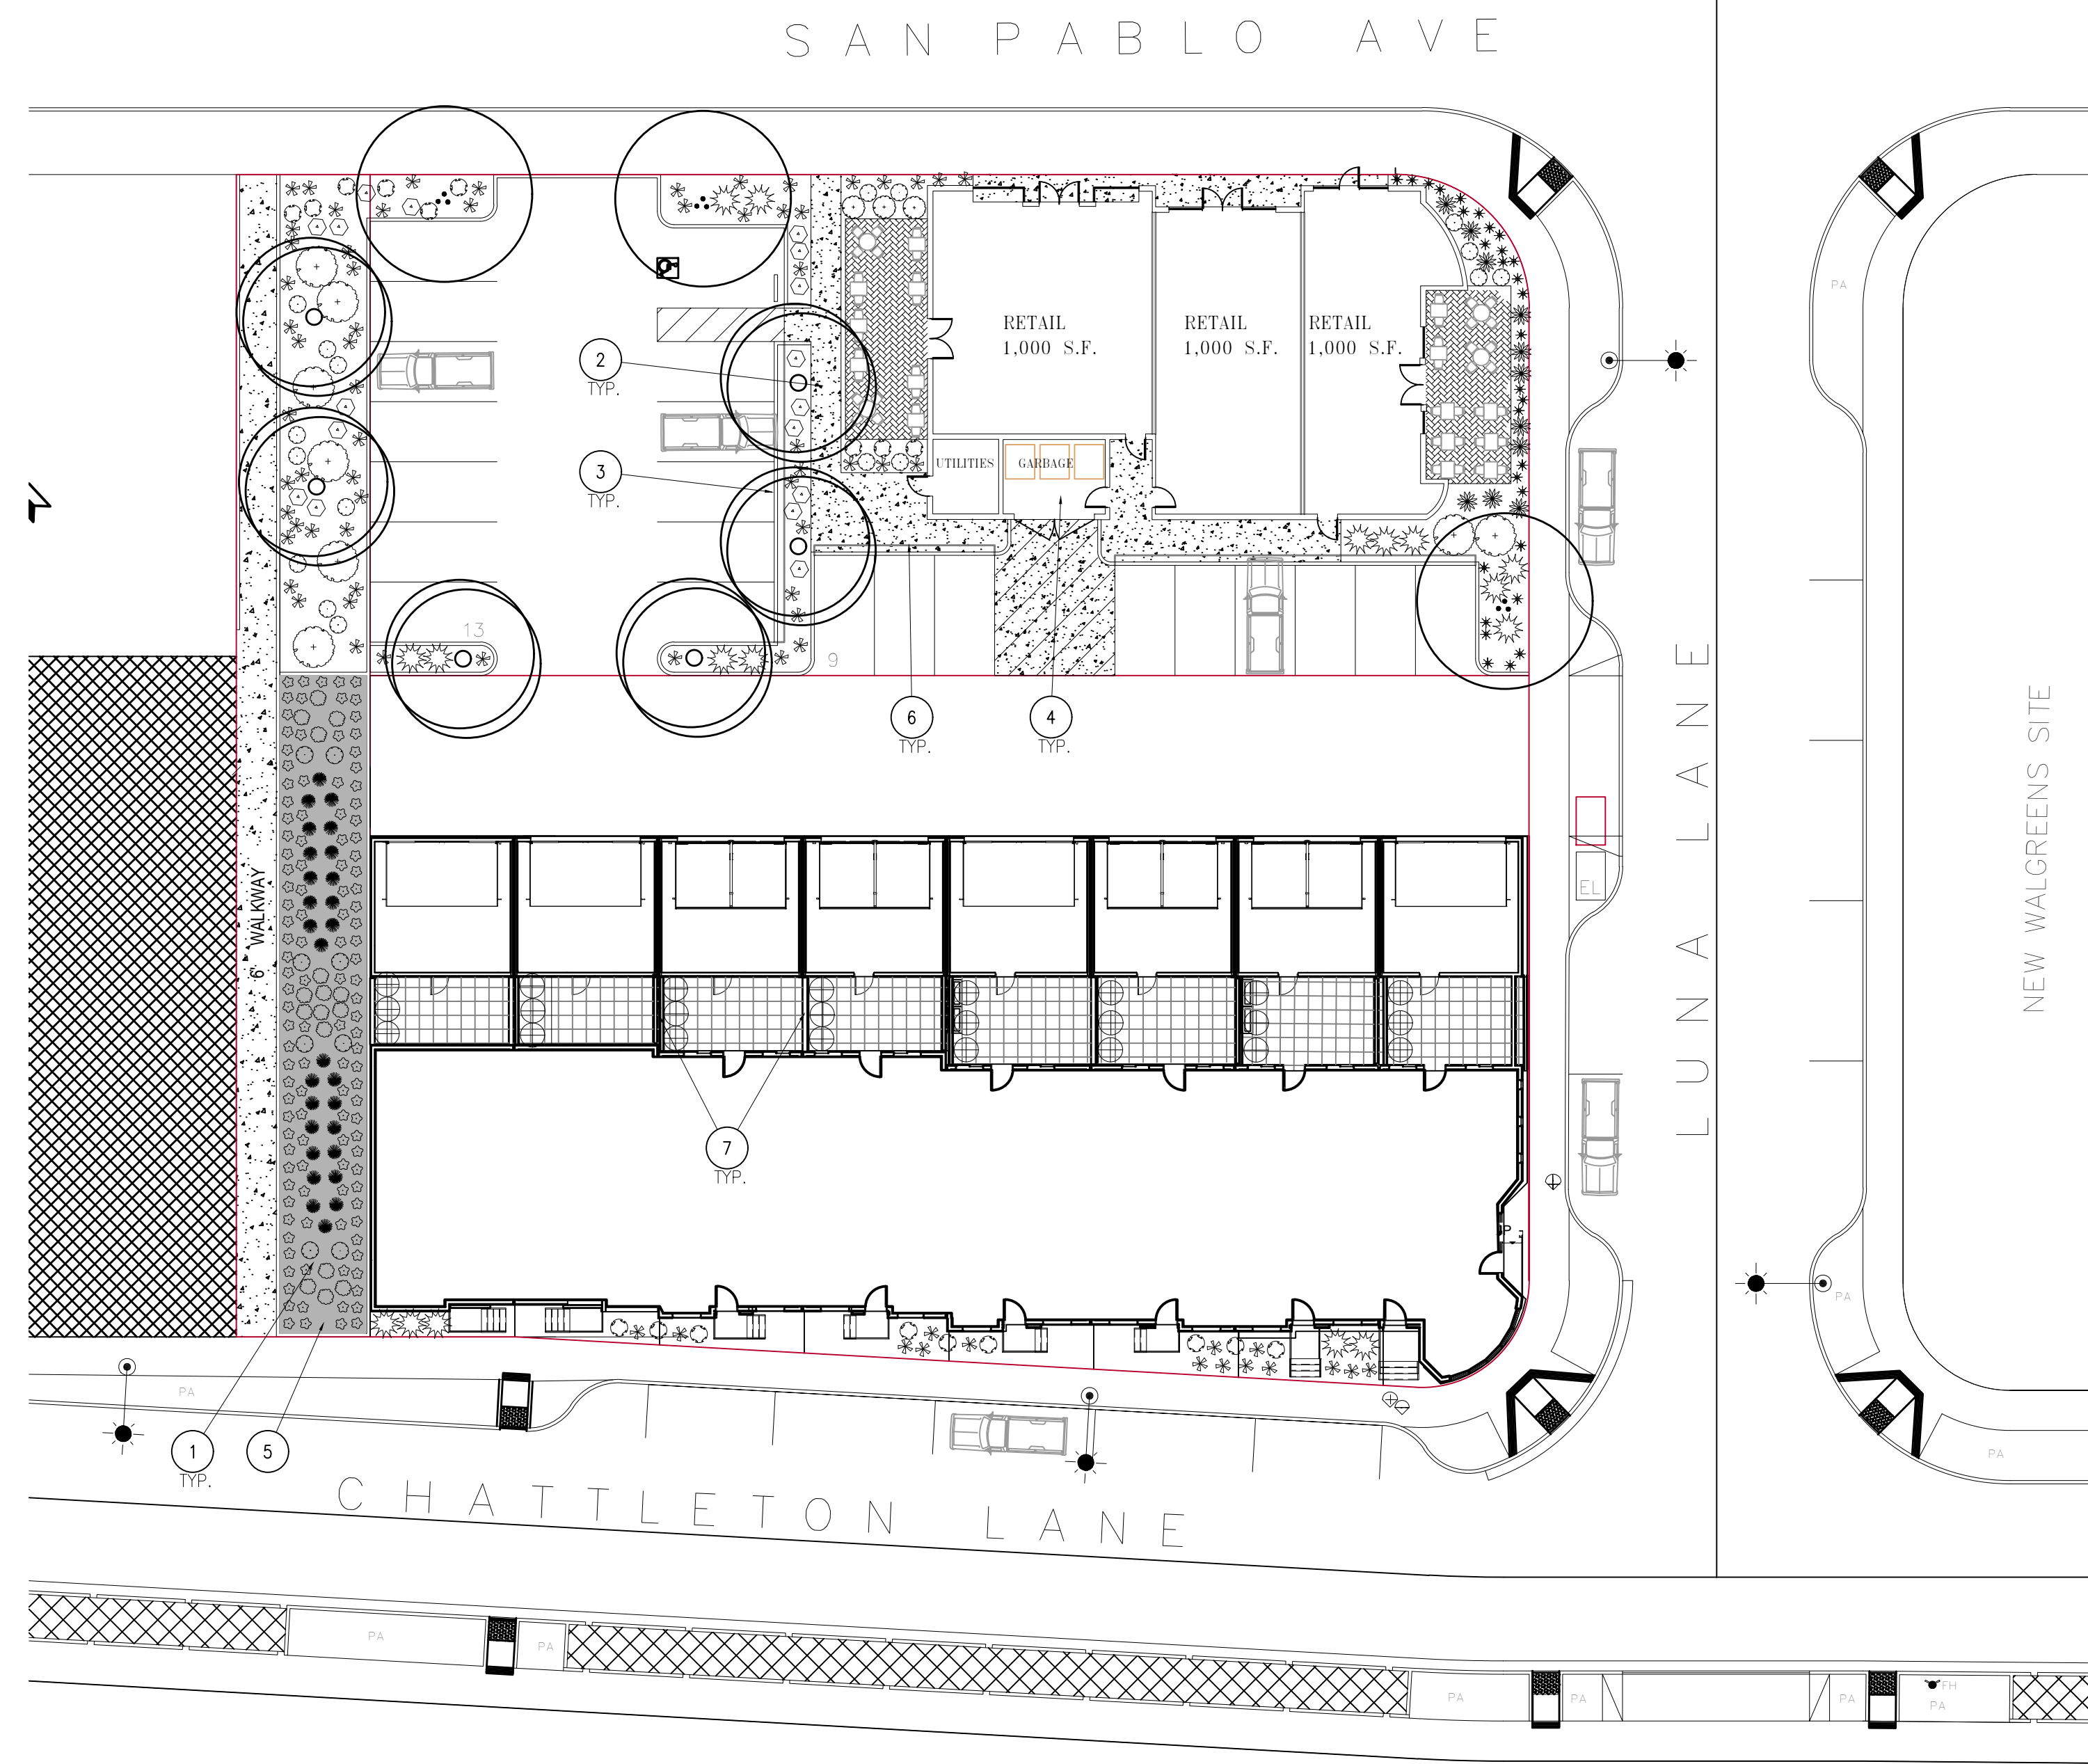 SAN PABLO AVE
PA
RETAIL
1,000 S.F.
RETAIL
1,000 S.F.
RETAIL
1,000 S.F.
2
TYP.
3
TYP.
UTILITIES
GARBAGE
13
9
6
TYP.
4
TYP.
LUNA LANE
NEW WALGREENS SITE
EL
6' WALKWAY
7
TYP.
P
PA
PA
1
TYP.
5
PA
CHATTLETON LANE
PA
PA
PA
PA
PA
FH
PA